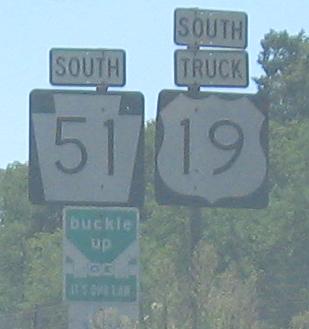 SOUTH
51
SOUTH
TRUCK
19
buckle
up
IT'S OUR LAW